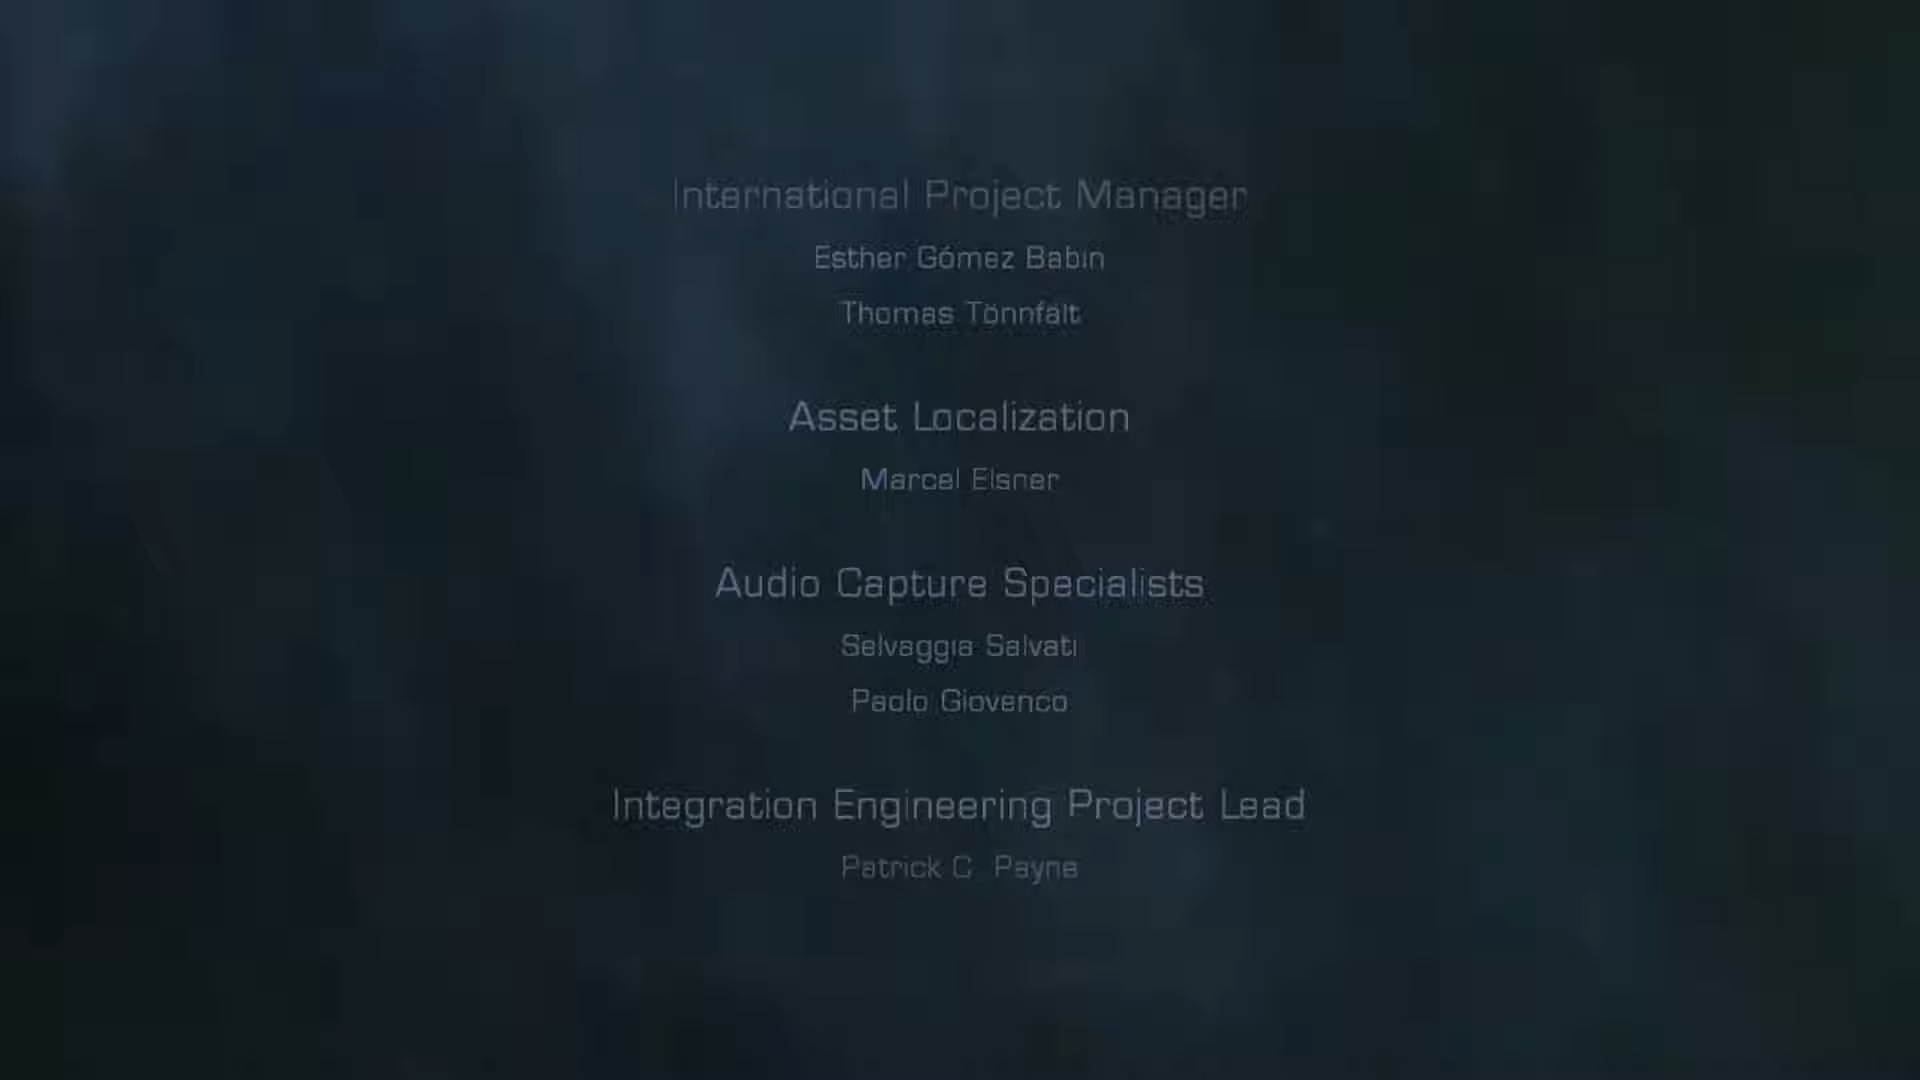 International Project Manager
Esther Gómez Babin
Thomas Tönnfält
Asset Localization
Marcel Elsner
Audio Capture Specialists
Selvaggia Salvati
Paolo Giovenco
Integration Engineering Project Lead
Patrick C. Payne